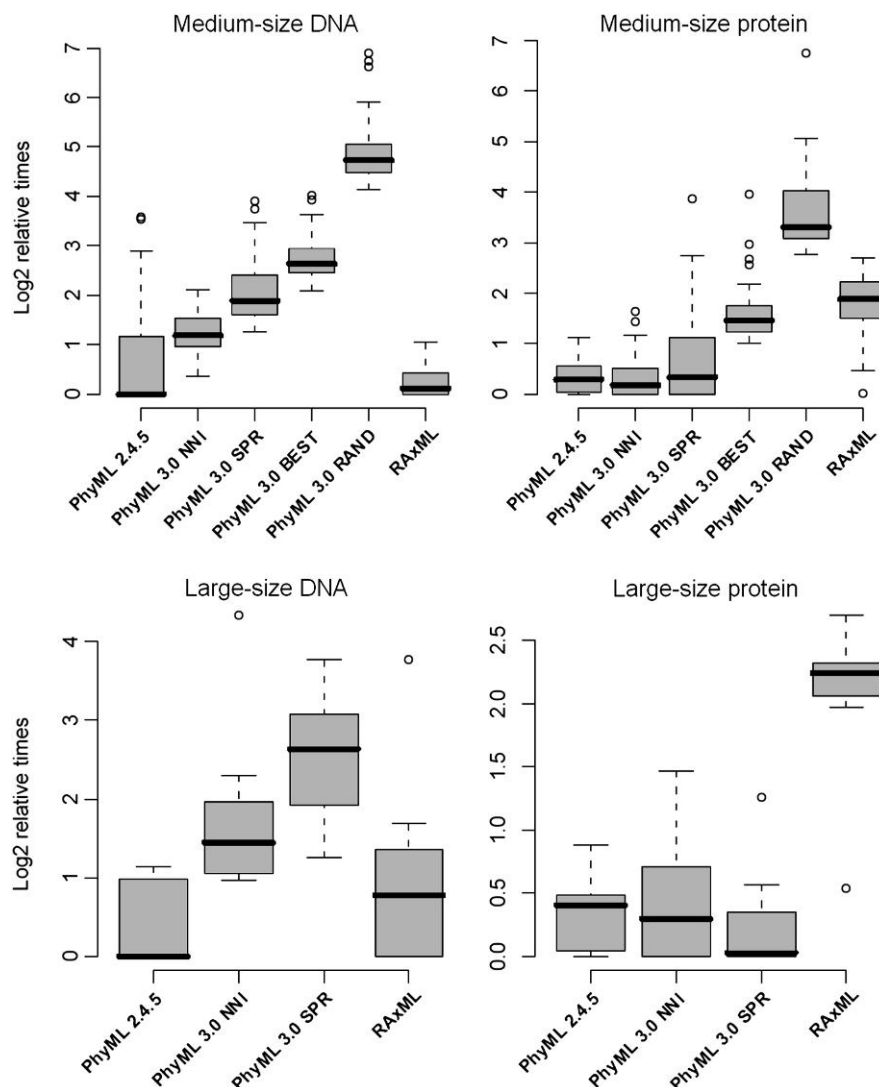 Medium-size DNA
Log2 relative times
7
6
5
4
3
2
1
0
PhyML 2.4.5
PhyML 3.0 NNI
PhyML 3.0 SPR
PhyML 3.0 BEST
PhyML 3.0 RAND
RAxML
Medium-size protein
7
6
5
4
3
2
1
0
PhyML 2.4.5
PhyML 3.0 NNI
PhyML 3.0 SPR
PhyML 3.0 BEST
PhyML 3.0 RAND
RAxML
Large-size DNA
Log2 relative times
4
3
2
1
0
PhyML 2.4.5
PhyML 3.0 NNI
PhyML 3.0 SPR
RAxML
Large-size protein
2.5
2.0
1.5
1.0
0.5
0.0
PhyML 2.4.5
PhyML 3.0 NNI
PhyML 3.0 SPR
RAxML